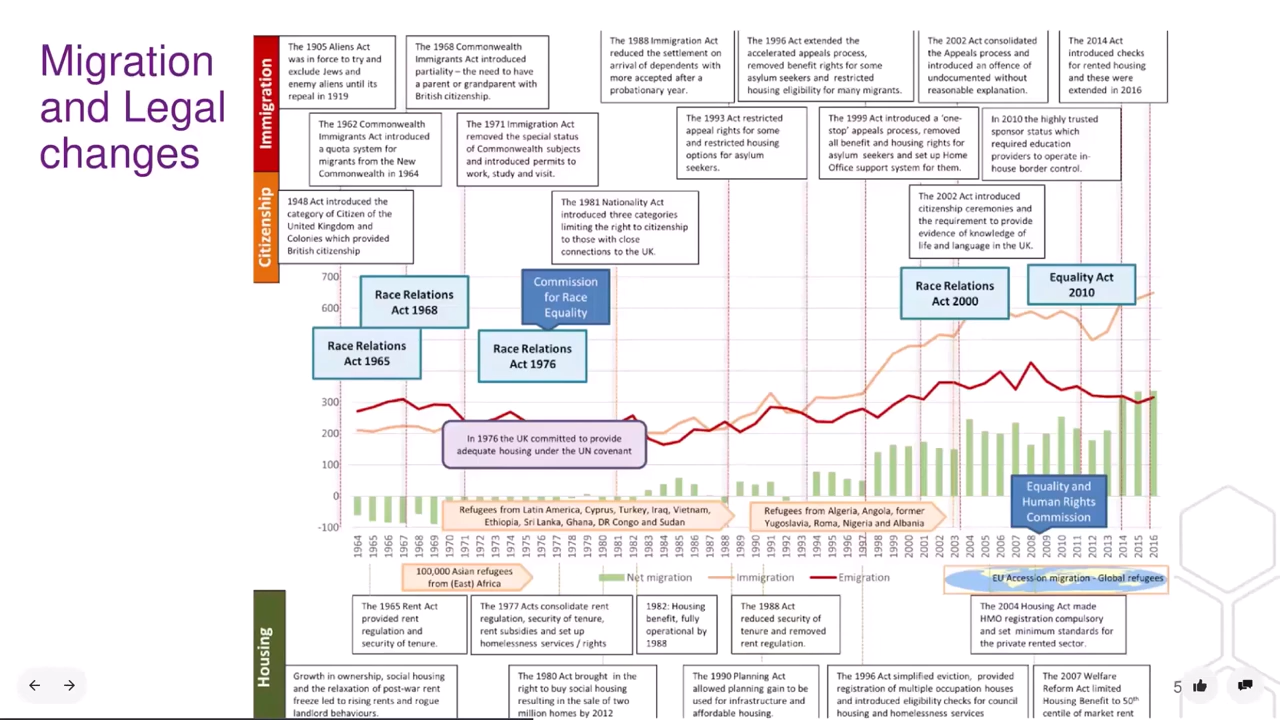 Migration
and Legal
changes
Immigration
The 1905 Aliens Act
was in force to try and
exclude Jews and
enemy aliens until its
repeal in 1919
The 1968 Commonwealth
Immigrants Act introduced
partiality – the need to have
a parent or grandparent with
British citizenship.
The 1988 Immigration Act
reduced the settlement on
arrival of dependents with
more accepted after a
probationary year.
The 1996 Act extended the
accelerated appeals process,
removed benefit rights for some
asylum seekers and restricted
housing eligibility for many migrants.
The 2002 Act consolidated
the Appeals process and
introduced an offence of
undocumented without
reasonable explanation.
The 2014 Act
introduced checks
for rented housing
and these were
extended in 2016
The 1962 Commonwealth
Immigrants Act introduced
a quota system for
migrants from the New
Commonwealth in 1964
The 1971 Immigration Act
removed the special status
of Commonwealth subjects
and introduced permits to
work, study and visit.
The 1993 Act restricted
appeal rights for some
and restricted housing
options for asylum
seekers.
The 1999 Act introduced a 'one-
stop' appeals process, removed
all benefit and housing rights for
asylum seekers and set up Home
Office support system for them.
In 2010 the highly trusted
sponsor status which
required education
providers to operate in-
house border control.
Citizenship
1948 Act introduced the
category of Citizen of the
United Kingdom and
Colonies which provided
British citizenship
The 1981 Nationality Act
introduced three categories
limiting the right to citizenship
to those with close
connections to the UK.
The 2002 Act introduced
citizenship ceremonies and
the requirement to provide
evidence of knowledge of
life and language in the UK.
700
600
300
200
100
0
-100
Race Relations
Act 1968
Race Relations
Act 1965
Commission
for Race
Equality
Race Relations
Act 1976
Race Relations
Act 2000
Equality Act
2010
In 1976 the UK committed to provide
adequate housing under the UN covenant
Refugees from Latin America, Cyprus, Turkey, Iraq, Vietnam,
Ethiopia, Sri Lanka, Ghana, DR Congo and Sudan
Refugees from Algeria, Angola, former
Yugoslavia, Roma, Nigeria and Albania
Equality and
Human Rights
Commission
1964 1965 1966 1967 1968 1969 1970 1971 1972 1973 1974 1975 1976 1977 1978 1979 1980 1981 1982 1983 1984 1985 1986 1987 1988 1989 1990 1991 1992 1993 1994 1995 1996 1997 1998 1999 2000 2001 2002 2003 2004 2005 2006 2007 2008 2009 2010 2011 2012 2013 2014 2015 2016
100,000 Asian refugees
from (East) Africa
Net migration
Immigration
Emigration
EU Accession migration - Global refugees
Housing
The 1965 Rent Act
provided rent
regulation and
security of tenure.
The 1977 Acts consolidate rent
regulation, security of tenure,
rent subsidies and set up
homelessness services / rights
1982: Housing
benefit, fully
operational by
1988
The 1988 Act
reduced security of
tenure and removed
rent regulation.
The 2004 Housing Act made
HMO registration compulsory
and set minimum standards for
the private rented sector.
Growth in ownership, social housing
and the relaxation of post-war rent
freeze led to rising rents and rogue
landlord behaviours.
The 1980 Act brought in the
right to buy social housing
resulting in the sale of two
million homes by 2012
The 1990 Planning Act
allowed planning gain to be
used for infrastructure and
affordable housing.
The 1996 Act simplified eviction, provided
registration of multiple occupation houses
and introduced eligibility checks for council
housing and homelessness services
The 2007 Welfare
Reform Act limited
Housing Benefit to 50th
centile of market rent
5